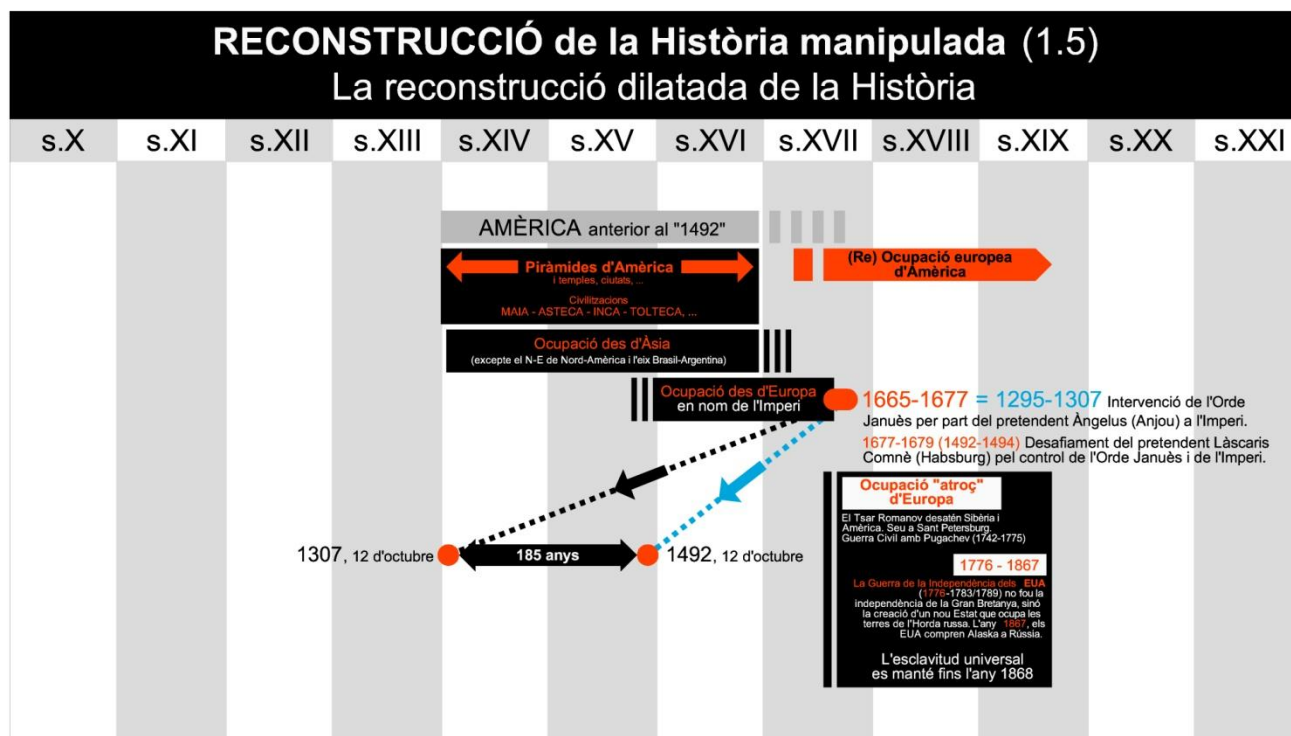 RECONSTRUCCIÓ de la Història manipulada (1.5)
La reconstrucció dilatada de la Història
s.X s.XI s.XII s.XIII s.XIV s.XV s.XVI s.XVII s.XVIII s.XIX s.XX s.XXI
AMÈRICA anterior al "1492"
Piràmides d'Amèrica
i temples, ciutats, ...
Civilitzacions
MAIA - ASTECA - INCA - TOLTECA, ...
(Re) Ocupació europea
d'Amèrica
Ocupació des d'Àsia
(excepte el N-E de Nord-Amèrica i l'eix Brasil-Argentina)
Ocupació des d'Europa
en nom de l'Imperi
1665-1677 = 1295-1307 Intervenció de l'Orde
Januès per part del pretendent Àngelus (Anjou) a l'Imperi.
1677-1679 (1492-1494) Desafiament del pretendent Làscaris
Comnè (Habsburg) pel control de l'Orde Januès i de l'Imperi.
Ocupació "atroç"
d'Europa
El Tsar Romanov desatén Sibèria i
Amèrica. Seu a Sant Petersburg.
Guerra Civil amb Pugachev (1742-1775)
1307, 12 d'octubre
185 anys
1492, 12 d'octubre
1776 - 1867
La Guerra de la Independència dels EUA
(1776-1783/1789) no fou la
independència de la Gran Bretanya, sinó
la creació d'un nou Estat que ocupa les
terres de l'Horda russa. L'any 1867, els
EUA compren Alaska a Rússia.
L'esclavitud universal
es manté fins l'any 1868